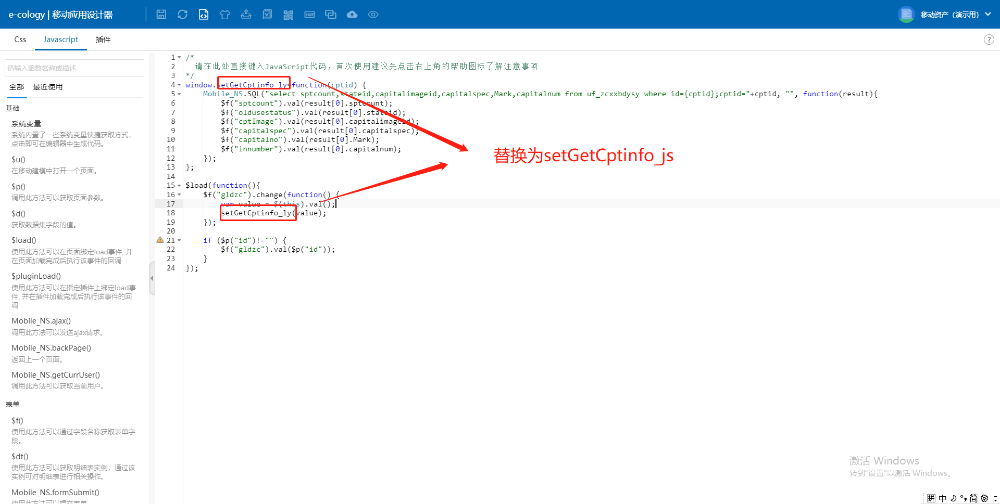 e-cology | 移动应用设计器
移动资产（演示用）
Css
Javascript
插件
?
请输入函数名称或描述
全部
最近使用
基础
系统变量
系统内置了一些系统变量快捷获取方式，
点击即可在编辑器中生成代码。
$u()
在移动建模中打开一个页面。
$p()
调用此方法可以获取页面参数。
$d()
获取数据集字段的值。
$load()
使用此方法可以在页面绑定load事件, 并
在页面加载完成后执行该事件的回调
$pluginLoad()
使用此方法可以在指定插件上绑定load事
件, 并在插件加载完成后执行该事件的回
调
Mobile_NS.ajax()
调用此方法可以发送ajax请求。
Mobile_NS.backPage()
返回上一个页面。
Mobile_NS.getCurrUser()
调用此方法可以获取当前用户。
表单
$f()
使用此方法可以通过字段名称获取表单字
段。
$dt()
使用此方法可以获取明细表实例，通过该
实例可对明细表进行相关操作。
Mobile_NS.formSubmit()
使用此方法可以提交表单
1 /*
2 请在此处直接键入JavaScript代码，首次使用建议先点击右上角的帮助图标了解注意事项
3 */
4 window.setGetCptinfo_ly=function(cptid) {
5 Mobile_NS.SQL("select sptcount,stateid,capitalimageid,capitalspec,Mark,capitalnum from uf_zcxxbdysy where id={cptid};cptid="+cptid, "", function(result){
6 $f("sptcount").val(result[0].sptcount);
7 $f("oldusestatus").val(result[0].stateid);
8 $f("cptImage").val(result[0].capitalimageid);
9 $f("capitalspec").val(result[0].capitalspec);
10 $f("capitalno").val(result[0].Mark);
11 $f("innumber").val(result[0].capitalnum);
12 });
13 };
14
15 $load(function(){
16 $f("gldzc").change(function() {
17 var value = $(this).val();
18 setGetCptinfo_ly(value);
19 });
20
21 if ($p("id")!="") {
22 $f("gldzc").val($p("id"));
23 }
24 });
替换为setGetCptinfo_js
激活 Windows
转到“设置”以激活 Windows。
拼 中 简